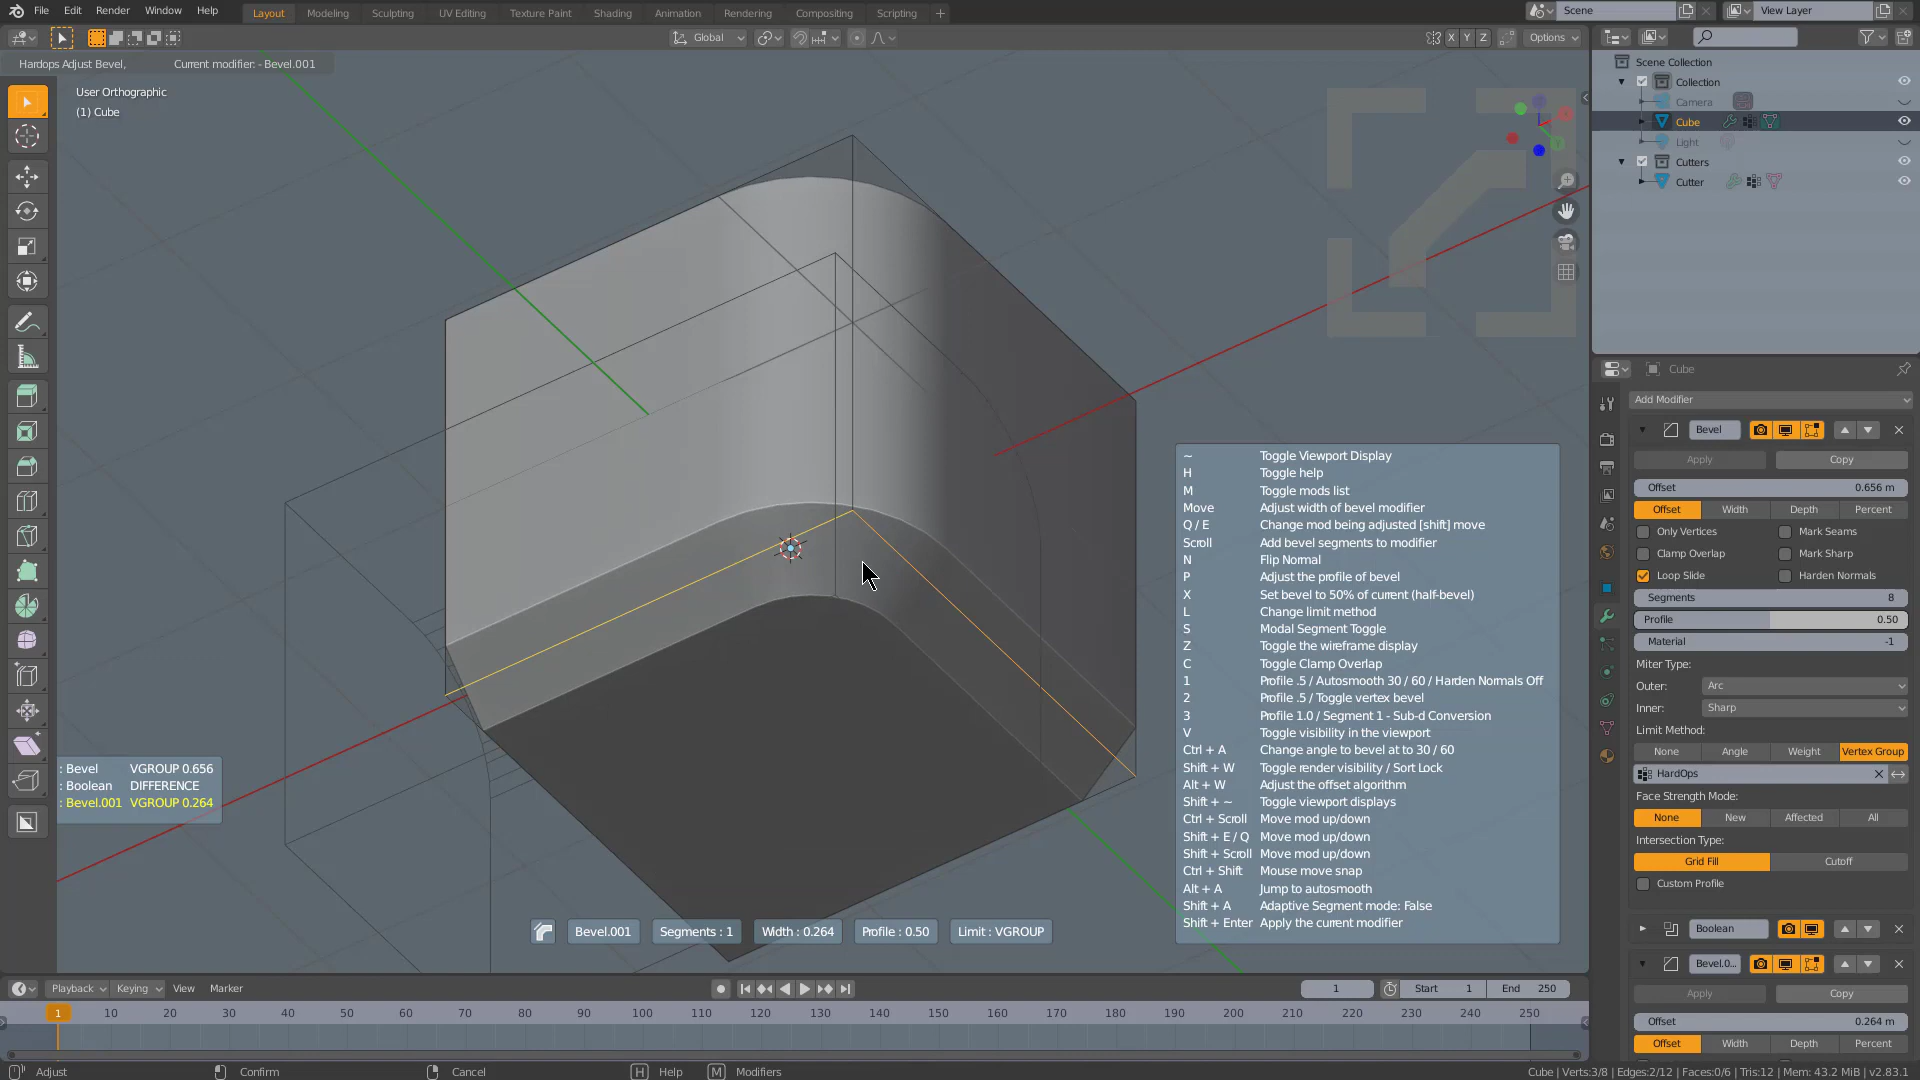 File Edit Render Window Help
Layout Modeling Sculpting UV Editing Texture Paint Shading Animation Rendering Compositing Scripting +
Scene
View Layer
Global
X Y Z
Options
Hardops Adjust Bevel, Current modifier: - Bevel.001
User Orthographic
(1) Cube
Scene Collection
Collection
Camera
Cube
Light
Cutters
Cutter
Cube
Add Modifier
Bevel
Apply Copy
Offset 0.656 m
Offset Width Depth Percent
Only Vertices Mark Seams
Clamp Overlap Mark Sharp
Loop Slide Harden Normals
Segments 8
Profile 0.50
Material -1
Miter Type:
Outer: Arc
Inner: Sharp
Limit Method:
None Angle Weight Vertex Group
HardOps
Face Strength Mode:
None New Affected All
Intersection Type:
Grid Fill Cutoff
Custom Profile
Boolean
Bevel.0...
Apply Copy
Offset 0.264 m
Offset Width Depth Percent
~ Toggle Viewport Display
H Toggle help
M Toggle mods list
Move Adjust width of bevel modifier
Q / E Change mod being adjusted [shift] move
Scroll Add bevel segments to modifier
N Flip Normal
P Adjust the profile of bevel
X Set bevel to 50% of current (half-bevel)
L Change limit method
S Modal Segment Toggle
Z Toggle the wireframe display
C Toggle Clamp Overlap
1 Profile .5 / Autosmooth 30 / 60 / Harden Normals Off
2 Profile .5 / Toggle vertex bevel
3 Profile 1.0 / Segment 1 - Sub-d Conversion
V Toggle visibility in the viewport
Ctrl + A Change angle to bevel at to 30 / 60
Shift + W Toggle render visibility / Sort Lock
Alt + W Adjust the offset algorithm
Shift + ~ Toggle viewport displays
Ctrl + Scroll Move mod up/down
Shift + E / Q Move mod up/down
Shift + Scroll Move mod up/down
Ctrl + Shift Mouse move snap
Alt + A Jump to autosmooth
Shift + A Adaptive Segment mode: False
Shift + Enter Apply the current modifier
: Bevel VGROUP 0.656
: Boolean DIFFERENCE
: Bevel.001 VGROUP 0.264
Bevel.001 Segments : 1 Width : 0.264 Profile : 0.50 Limit : VGROUP
Playback Keying View Marker
1 Start 1 End 250
1 10 20 30 40 50 60 70 80 90 100 110 120 130 140 150 160 170 180 190 200 210 220 230 240 250
Adjust Confirm Cancel H Help M Modifiers
Cube | Verts:3/8 | Edges:2/12 | Faces:0/6 | Tris:12 | Mem: 43.2 MiB | v2.83.1